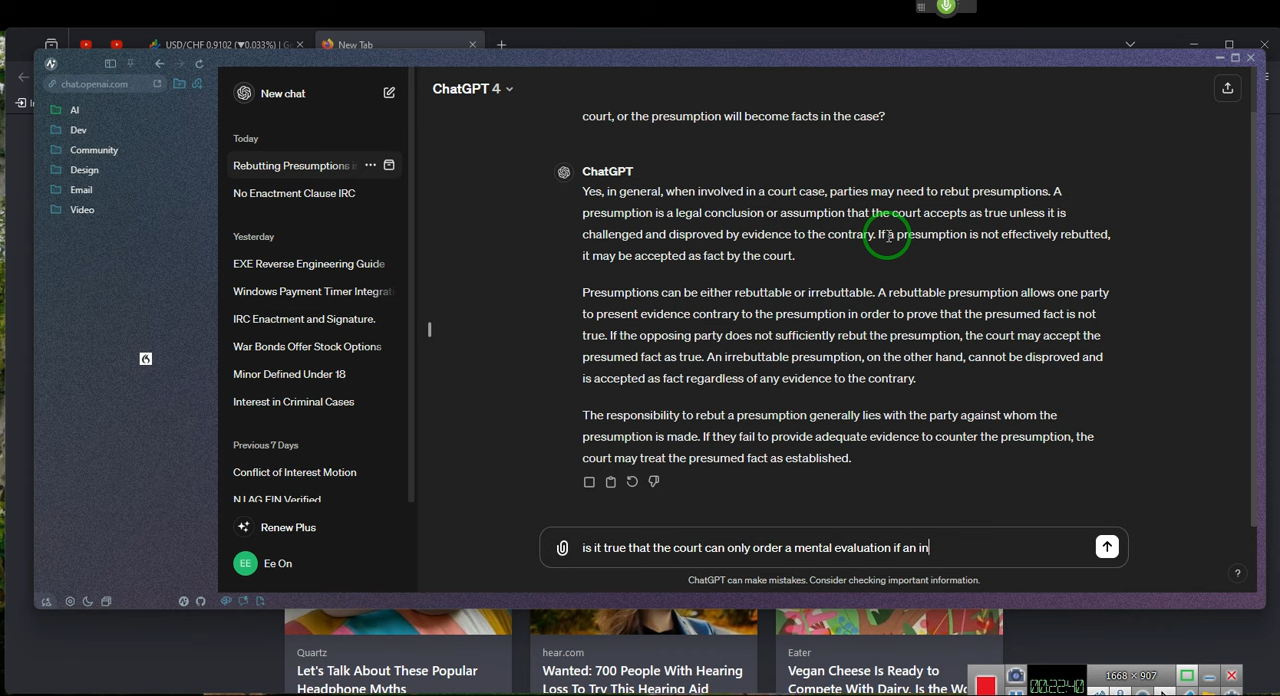 USD/CHF 0.9102 (▼0.033%) | G
New Tab
chat.openai.com
AI
Dev
Community
Design
Email
Video
New chat
Today
Rebutting Presumptions i
No Enactment Clause IRC
Yesterday
EXE Reverse Engineering Guide
Windows Payment Timer Integrat
IRC Enactment and Signature.
War Bonds Offer Stock Options
Minor Defined Under 18
Interest in Criminal Cases
Previous 7 Days
Conflict of Interest Motion
NJ AG EIN Verified
Renew Plus
EE
Ee On
ChatGPT 4
court, or the presumption will become facts in the case?
ChatGPT
Yes, in general, when involved in a court case, parties may need to rebut presumptions. A
presumption is a legal conclusion or assumption that the court accepts as true unless it is
challenged and disproved by evidence to the contrary. If a presumption is not effectively rebutted,
it may be accepted as fact by the court.
Presumptions can be either rebuttable or irrebuttable. A rebuttable presumption allows one party
to present evidence contrary to the presumption in order to prove that the presumed fact is not
true. If the opposing party does not sufficiently rebut the presumption, the court may accept the
presumed fact as true. An irrebuttable presumption, on the other hand, cannot be disproved and
is accepted as fact regardless of any evidence to the contrary.
The responsibility to rebut a presumption generally lies with the party against whom the
presumption is made. If they fail to provide adequate evidence to counter the presumption, the
court may treat the presumed fact as established.
is it true that the court can only order a mental evaluation if an in
ChatGPT can make mistakes. Consider checking important information.
?
Quartz
Let's Talk About These Popular
Headphone Myths
hear.com
Wanted: 700 People With Hearing
Loss To Try This Hearing Aid
Eater
Vegan Cheese Is Ready to
Compete With Dairy. Is the Wo
1668 × 907